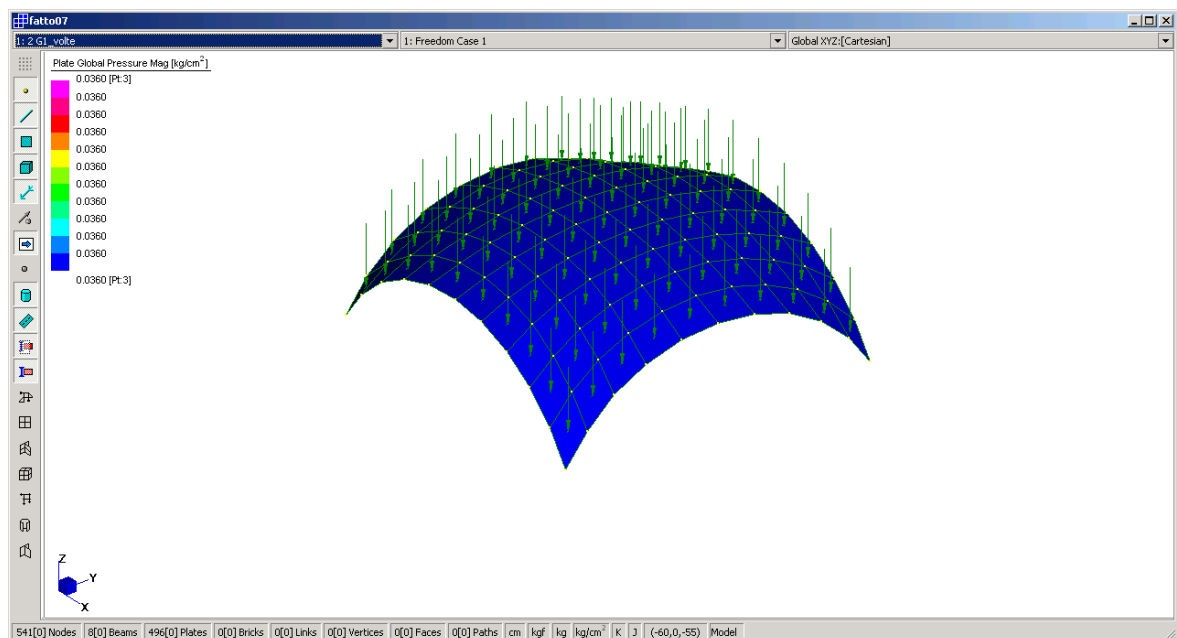 fatto07
1: 2 G1_volte 1: Freedom Case 1 Global XYZ:[Cartesian]
Plate Global Pressure Mag [kg/cm²]
0.0360 [Pt:3]
0.0360
0.0360
0.0360
0.0360
0.0360
0.0360
0.0360
0.0360
0.0360
0.0360 [Pt:3]
Z
Y
X
541[0] Nodes 8[0] Beams 496[0] Plates 0[0] Bricks 0[0] Links 0[0] Vertices 0[0] Faces 0[0] Paths cm kgf kg kg/cm² K J (-60,0,-55) Model